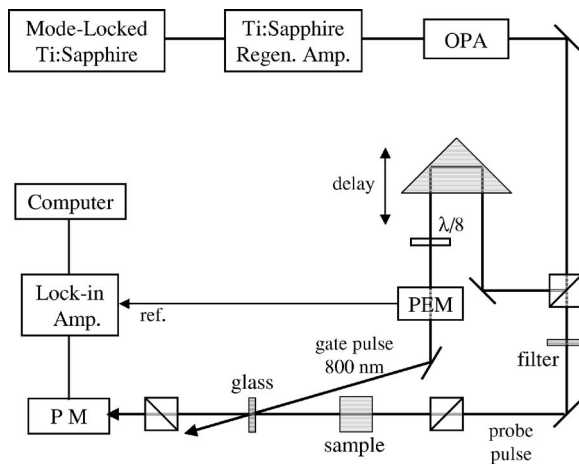 Mode-Locked
Ti:Sapphire
Ti:Sapphire
Regen. Amp.
OPA
delay
λ/8
Computer
Lock-in
Amp.
ref.
PEM
gate pulse
800 nm
filter
glass
P M
sample
probe
pulse